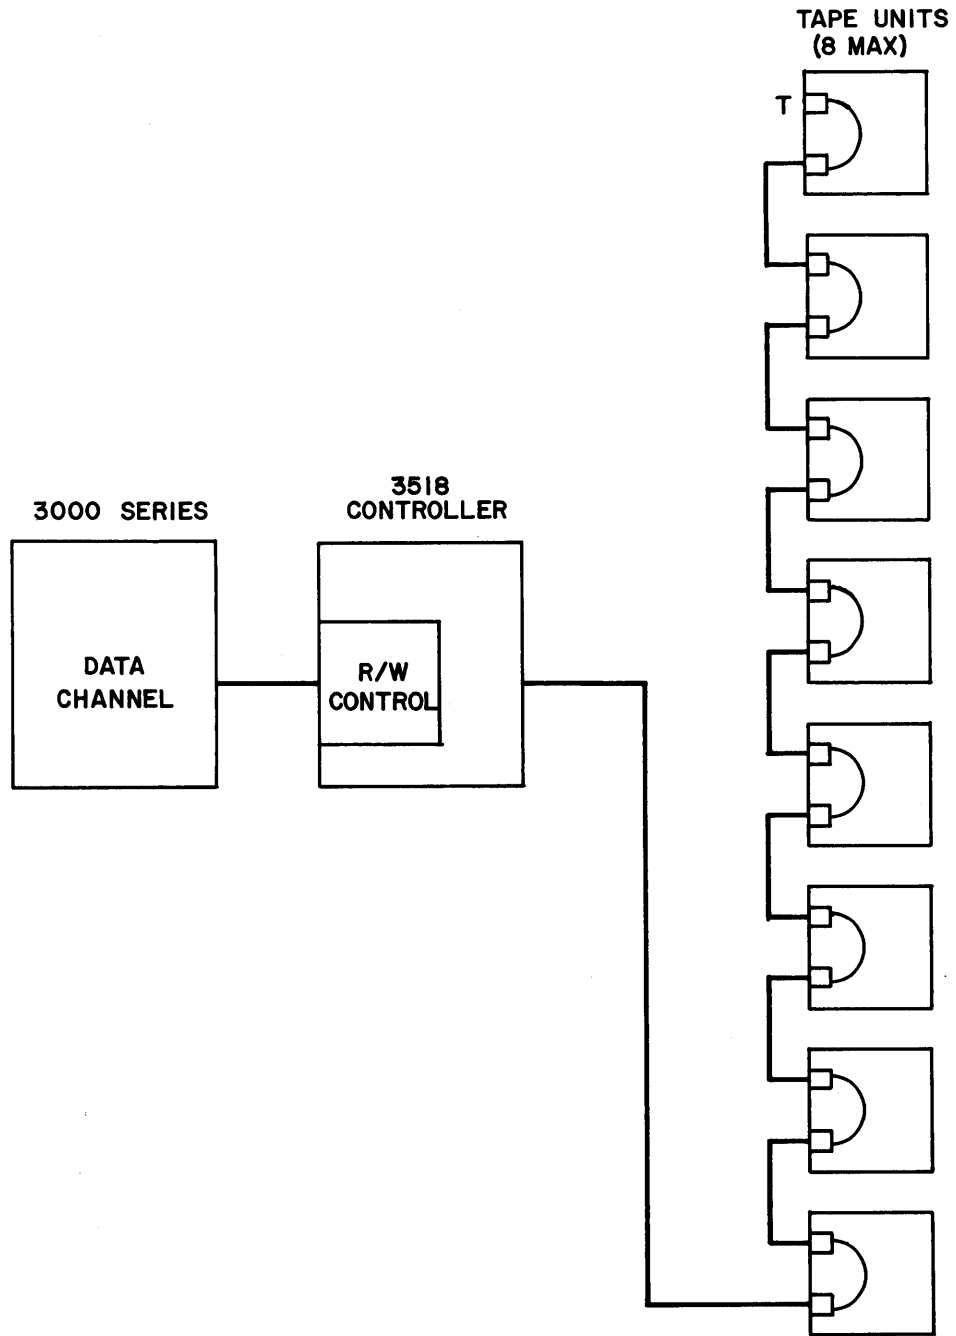 TAPE UNITS
(8 MAX)
T
3000 SERIES
3518
CONTROLLER
DATA
CHANNEL
R/W
CONTROL